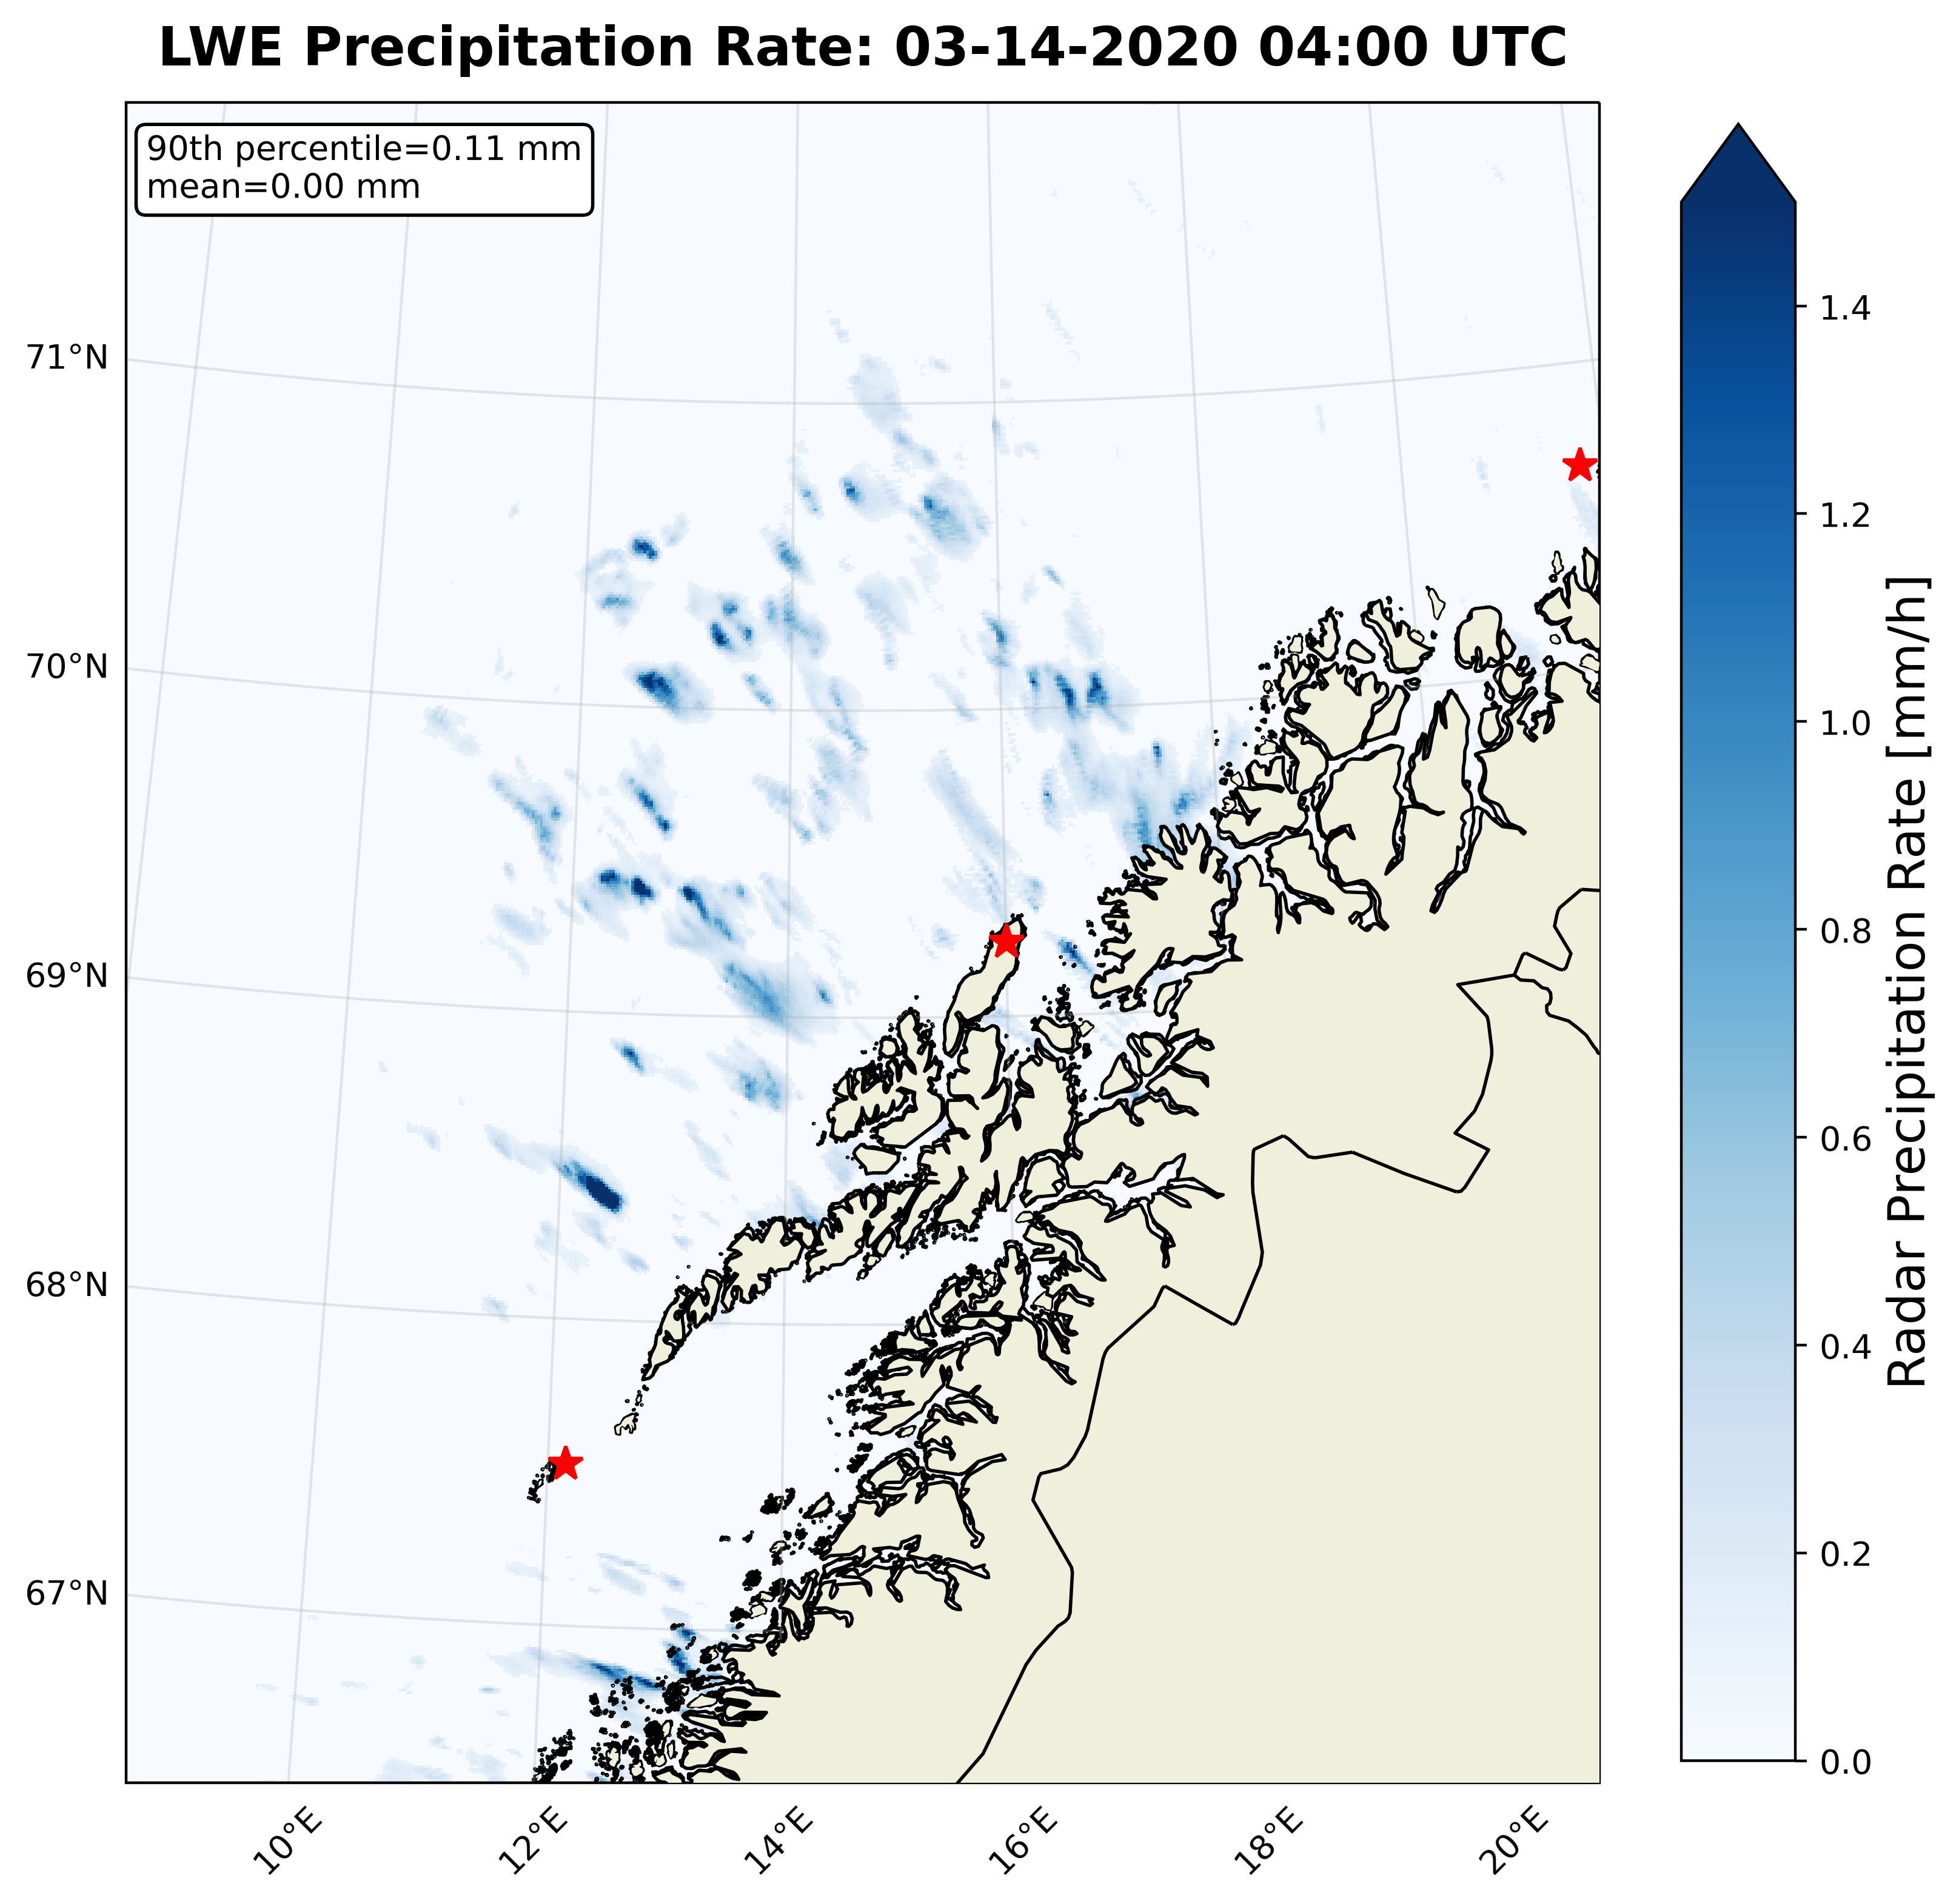 LWE Precipitation Rate: 03-14-2020 04:00 UTC
90th percentile=0.11 mm
mean=0.00 mm
71°N
70°N
69°N
68°N
67°N
10°E
12°E
14°E
16°E
18°E
20°E
1.4
1.2
1.0
0.8
0.6
0.4
0.2
0.0
Radar Precipitation Rate [mm/h]